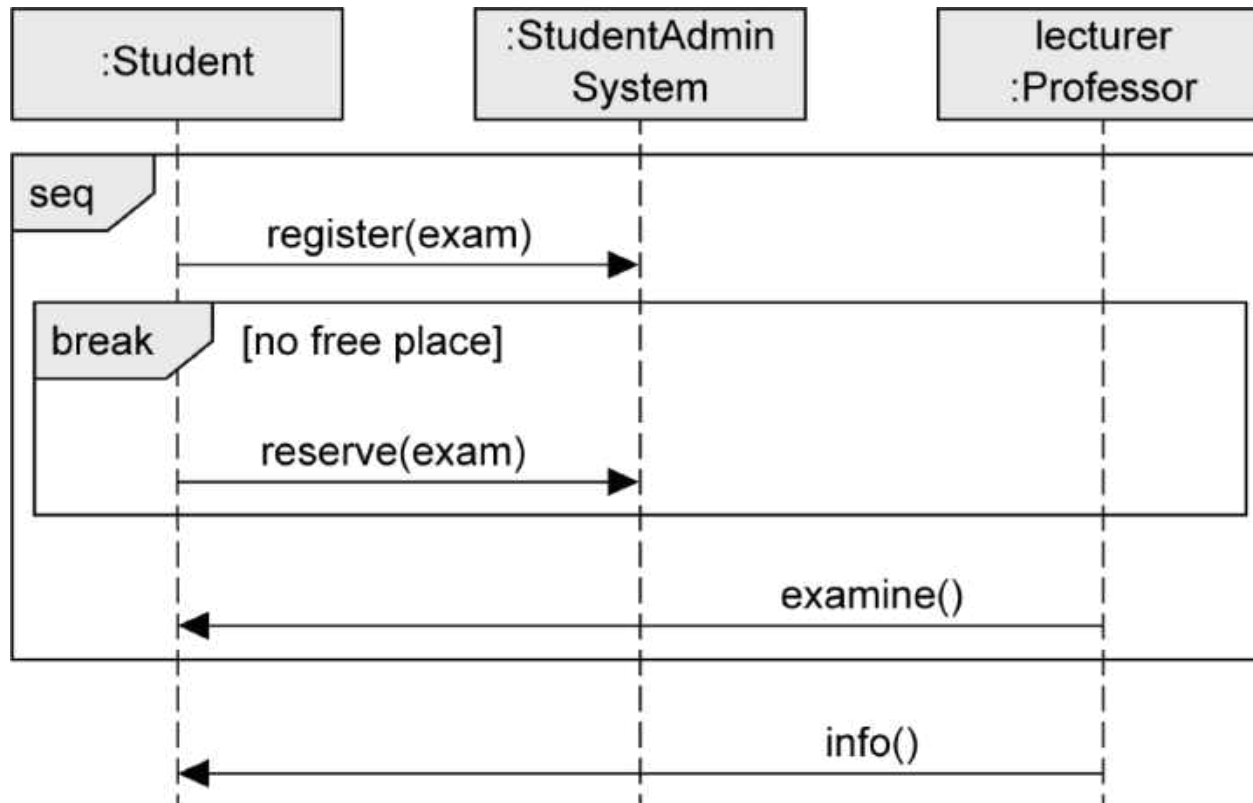 :Student
:StudentAdmin
System
lecturer
:Professor
seq
register(exam)
break
[no free place]
reserve(exam)
examine()
info()